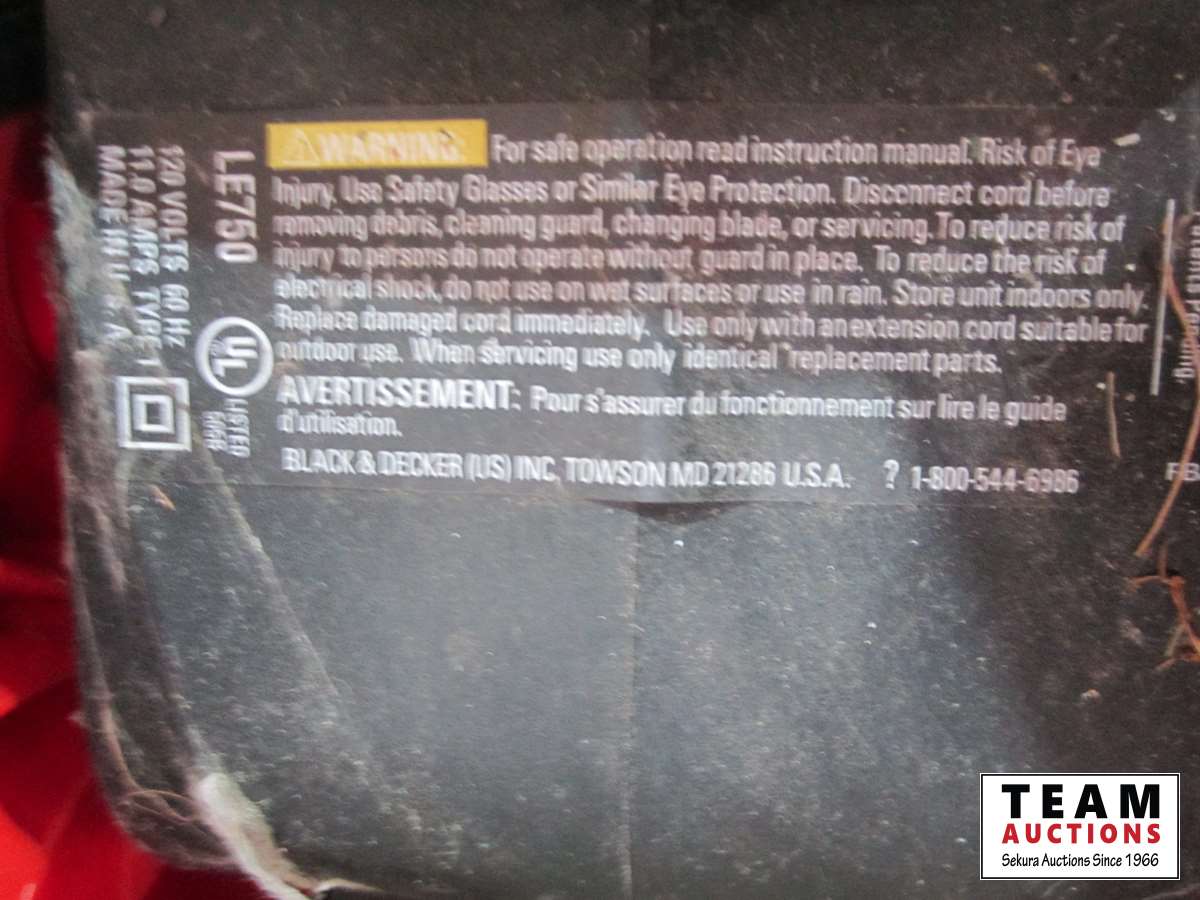 WARNING: For safe operation read instruction manual. Risk of Eye
Injury. Use Safety Glasses or Similar Eye Protection. Disconnect cord before
removing debris, cleaning guard, changing blade, or servicing. To reduce risk of
injury to persons do not operate without guard in place. To reduce the risk of
electrical shock, do not use on wet surfaces or use in rain. Store unit indoors only.
Replace damaged cord immediately. Use only with an extension cord suitable for
outdoor use. When servicing use only identical replacement parts.
AVERTISSEMENT: Pour s'assurer du fonctionnement sur lire le guide
d'utilisation.
BLACK & DECKER (US) INC, TOWSON MD 21286 U.S.A. ? 1-800-544-6986
LE750
120 VOLTS 60 Hz
11.0 AMPS TYPE 1
MADE IN U.S.A.
UL
LISTED
TEAM
AUCTIONS
Sekura Auctions Since 1966